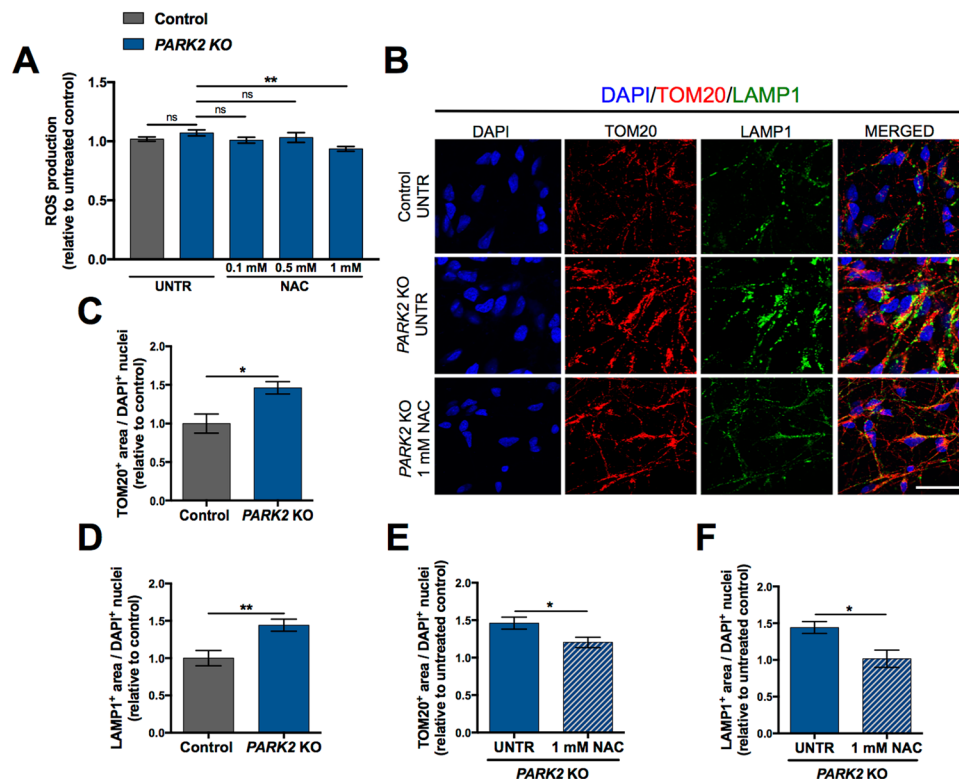 Control
PARK2 KO
A
ROS production
(relative to untreated control)
1.5
1.0
0.5
0.0
ns
ns
ns
**
0.1 mM 0.5 mM 1 mM
UNTR
NAC
B
DAPI/TOM20/LAMP1
DAPI
TOM20
LAMP1
MERGED
Control
UNTR
PARK2 KO
UNTR
PARK2 KO
1 mM NAC
C
TOM20+ area / DAPI+ nuclei
(relative to control)
2.0
1.5
1.0
0.5
0.0
*
Control
PARK2 KO
D
LAMP1+ area / DAPI+ nuclei
(relative to control)
2.0
1.5
1.0
0.5
0.0
**
Control
PARK2 KO
E
TOM20+ area / DAPI+ nuclei
(relative to untreated control)
2.0
1.5
1.0
0.5
0.0
*
UNTR
1 mM NAC
PARK2 KO
F
LAMP1+ area / DAPI+ nuclei
(relative to untreated control)
2.0
1.5
1.0
0.5
0.0
*
UNTR
1 mM NAC
PARK2 KO